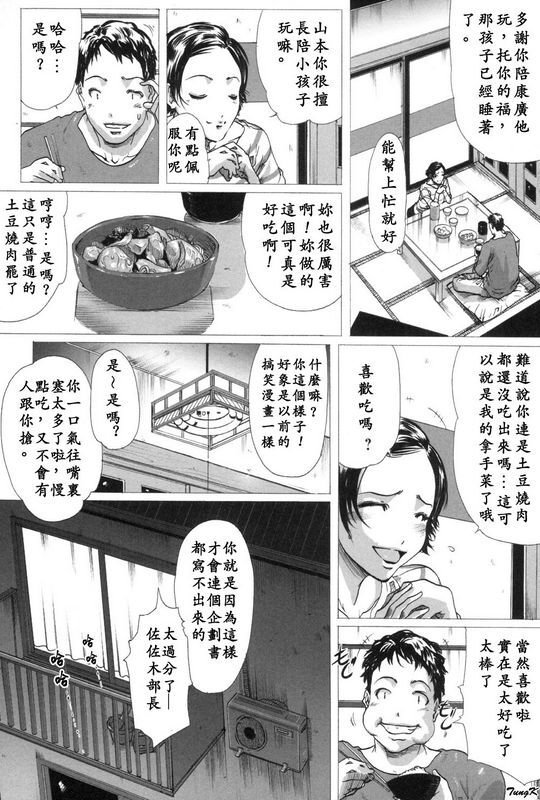 多謝你陪康廣他
玩，托你的福，
那孩子已經睡著
了。
能幫上忙就好
山本你很擅
長陪小孩子
玩嘛。
有點佩
服你呢
哈哈…
是嗎？
妳也很厲害
啊！妳做的
這個可真是
好吃啊！
哼哼…是嗎？
這只是普通的
土豆燒肉罷了
難道說你連是土豆燒肉
都還沒吃出來嗎…這可
以說是我的拿手菜了哦
喜歡吃嗎？
當然喜歡啦
實在是太好吃了
太棒了
什麼嘛？
你這個樣子！
好象是以前的
搞笑漫畫一樣
是～是嗎？
你一口氣往嘴裏
塞太多了啦，慢
點吃，又不會有
人跟你搶。
你就是因為這樣
才會連個企劃書
都寫不出來的
太過分了—
佐佐木部長
哈哈
哈哈
TungK